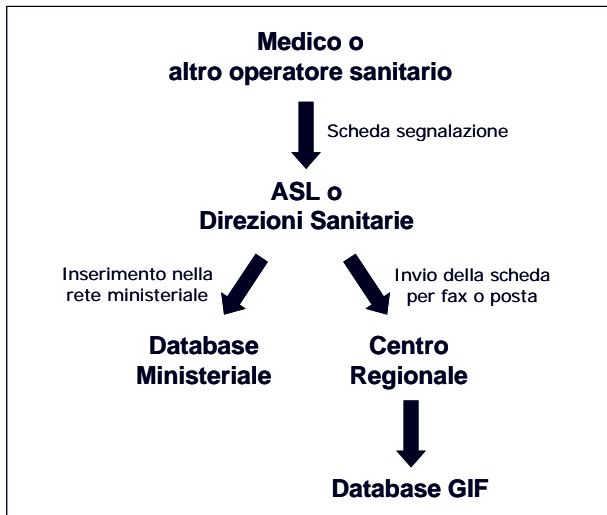 Medico o
altro operatore sanitario
Scheda segnalazione
ASL o
Direzioni Sanitarie
Inserimento nella
rete ministeriale
Invio della scheda
per fax o posta
Database
Ministeriale
Centro
Regionale
Database GIF